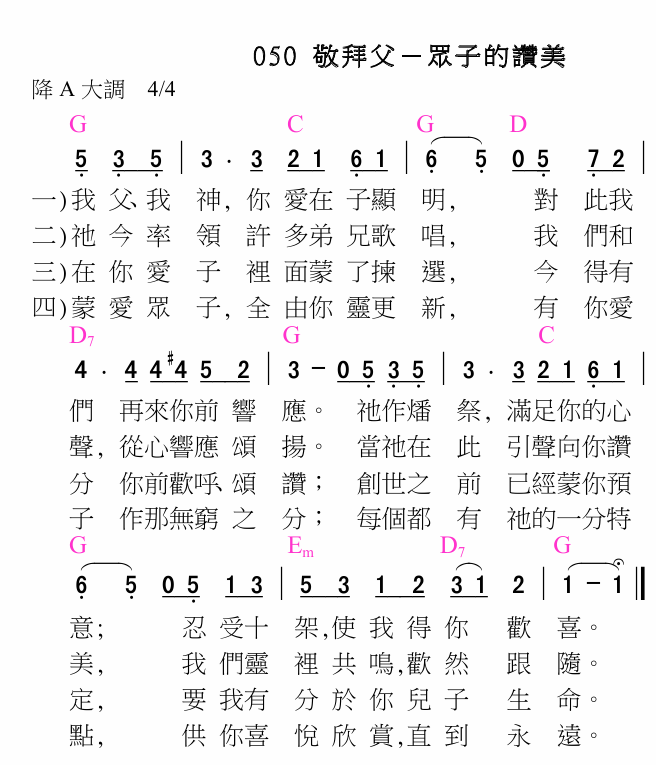 050 敬拜父－眾子的讚美
降 A 大調 4/4
G C G D
5 3 5 | 3 . 3 2 1 6 1 | 6 5 0 5 7 2 |
一)我 父、我 神, 你 愛在 子顯 明, 對 此我
二)祂 今 率 領 許 多弟 兄歌 唱, 我 們和
三)在 你 愛 子 裡 面蒙 了揀 選, 今 得有
四)蒙 愛 眾 子, 全 由你 靈更 新, 有 你愛
D7 G C
4 . 4 4 #4 5 2 | 3 － 0 5 3 5 | 3 . 3 2 1 6 1 |
們 再來你前 響 應。 祂作燔 祭, 滿足你的心
聲, 從心響應 頌 揚。 當祂在 此 引聲向你讚
分 你前歡呼、頌 讚； 創世之 前 已經蒙你預
子 作那無窮 之 分； 每個都 有 祂的一分特
G Em D7 G
6 5 0 5 1 3 | 5 3 1 2 3 1 2 | 1 － 1 ||
意； 忍 受十 架,使 我 得 你 歡 喜。
美, 我 們靈 裡 共 鳴,歡 然 跟 隨。
定, 要 我有 分 於 你 兒 子 生 命。
點, 供 你喜 悅 欣 賞,直 到 永 遠。